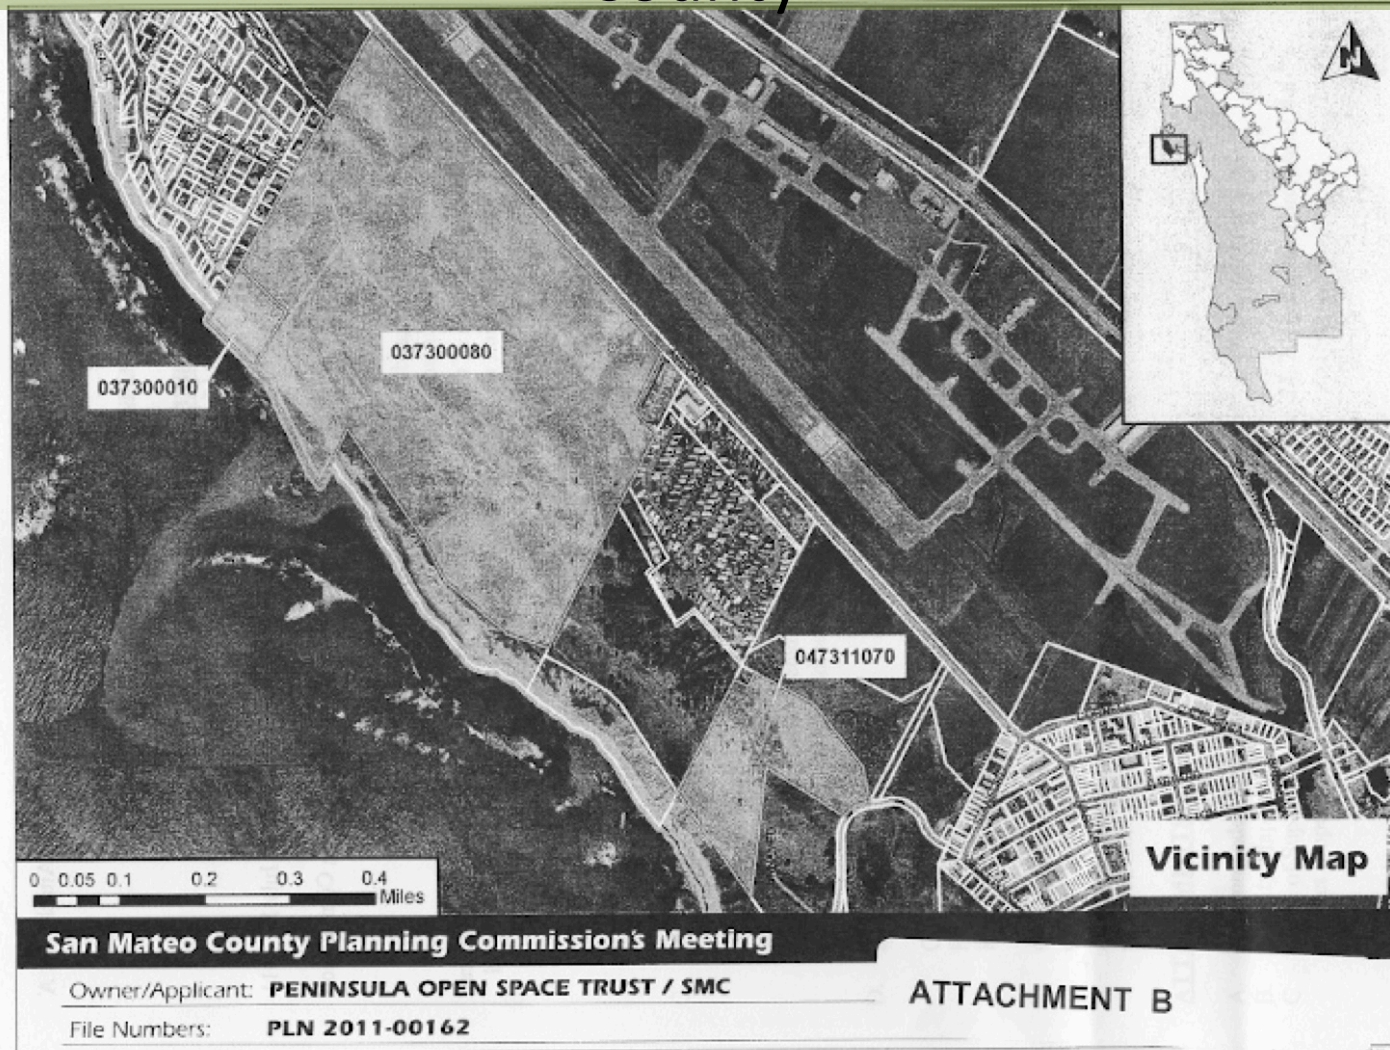 County
N
037300080
037300010
047311070
Vicinity Map
0 0.05 0.1 0.2 0.3 0.4
Miles
San Mateo County Planning Commission's Meeting
Owner/Applicant: PENINSULA OPEN SPACE TRUST / SMC
ATTACHMENT B
File Numbers: PLN 2011-00162